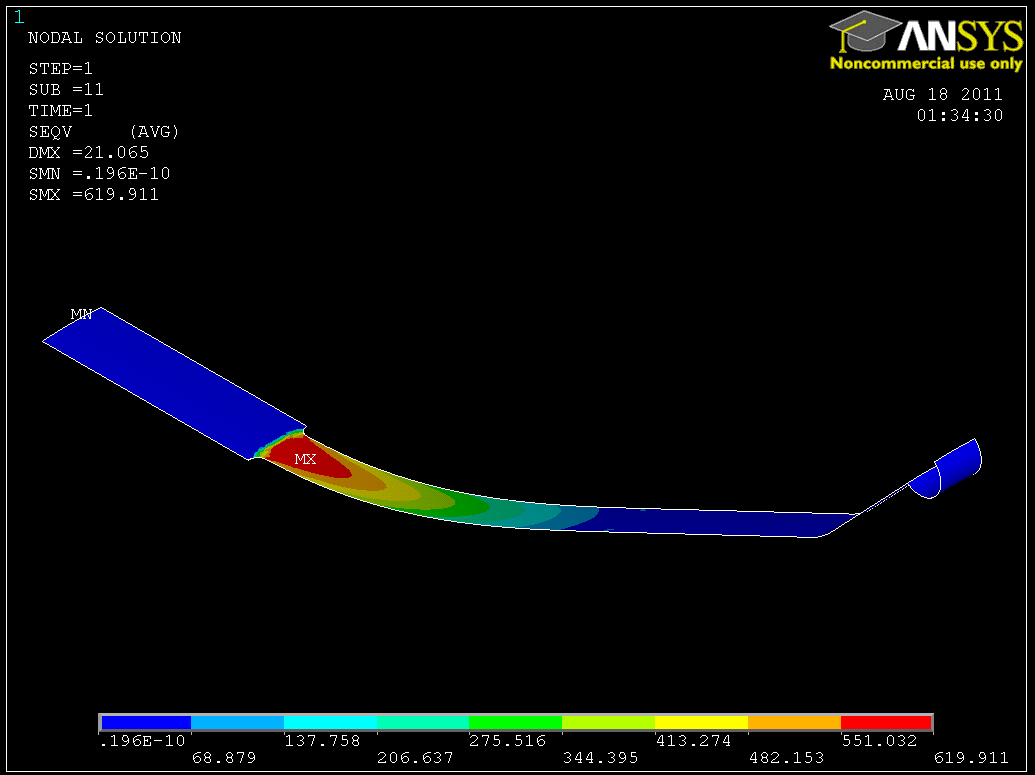 1
NODAL SOLUTION
STEP=1
SUB =11
TIME=1
SEQV (AVG)
DMX =21.065
SMN =.196E-10
SMX =619.911
ANSYS
Noncommercial use only
AUG 18 2011
01:34:30
MN
MX
.196E-10
68.879
137.758
206.637
275.516
344.395
413.274
482.153
551.032
619.911